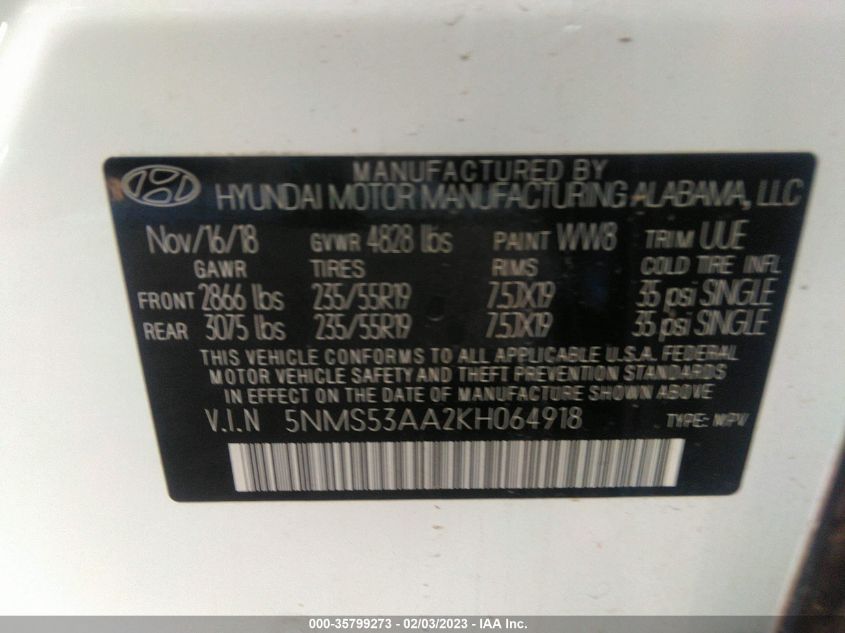 MANUFACTURED BY
HYUNDAI MOTOR MANUFACTURING ALABAMA, LLC
Nov/16/18 GVWR 4828 lbs PAINT WW8 TRIM UUE
GAWR TIRES RIMS COLD TIRE INFL
FRONT 2866 lbs 235/55R19 7.5JX19 35 psi SINGLE
REAR 3075 lbs 235/55R19 7.5JX19 35 psi SINGLE
THIS VEHICLE CONFORMS TO ALL APPLICABLE U.S.A. FEDERAL
MOTOR VEHICLE SAFETY AND THEFT PREVENTION STANDARDS
IN EFFECT ON THE DATE OF MANUFACTURE SHOWN ABOVE
V.I.N 5NMS53AA2KH064918 TYPE: MPV
000-35799273 - 02/03/2023 - IAA Inc.